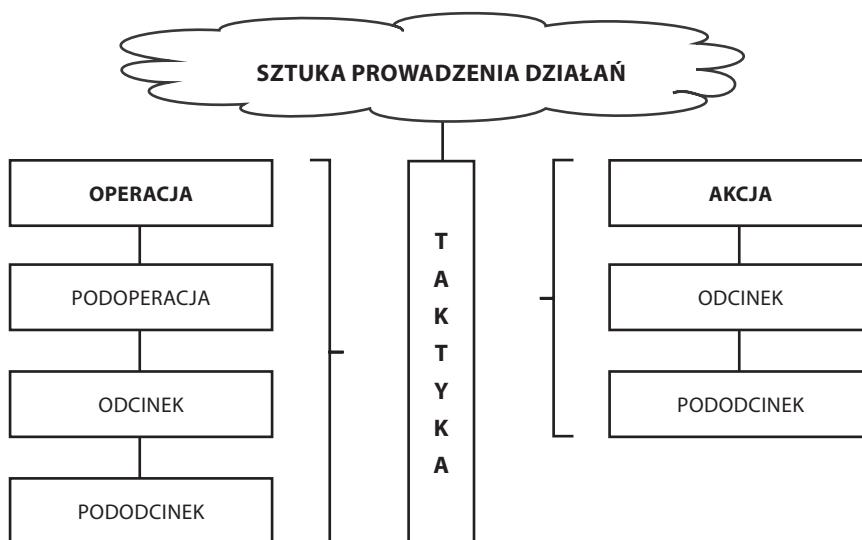 SZTUKA PROWADZENIA DZIAŁAŃ
OPERACJA
PODOPERACJA
ODCINEK
PODODCINEK
T
A
K
T
Y
K
A
AKCJA
ODCINEK
PODODCINEK